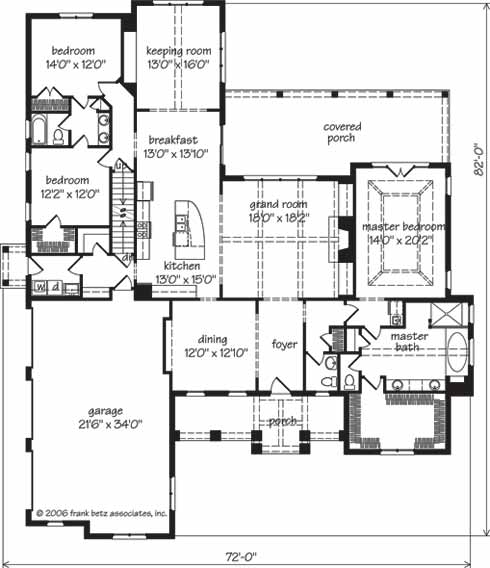 bedroom
14'0" x 12'0"
keeping room
13'0" x 16'0"
breakfast
13'0" x 13'10"
covered
porch
82'-0"
bedroom
12'2" x 12'0"
up
grand room
18'0" x 18'2"
master bedroom
14'0" x 20'2"
dn
kitchen
13'0" x 15'0"
w d
dining
12'0" x 12'10"
foyer
master
bath
garage
21'6" x 34'0"
porch
© 2006 frank betz associates, inc.
72'-0"